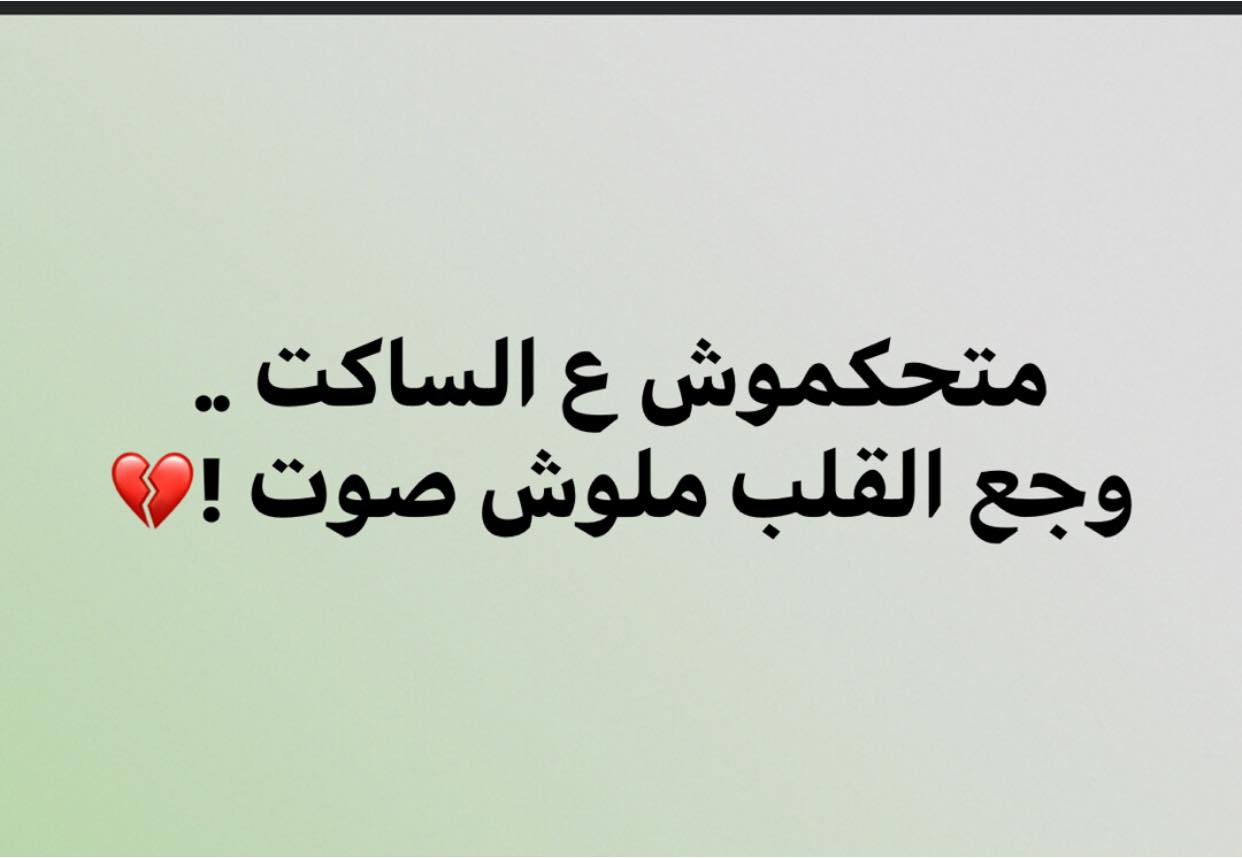 متحكموش ع الساكت ..
وجع القلب ملوش صوت !💔